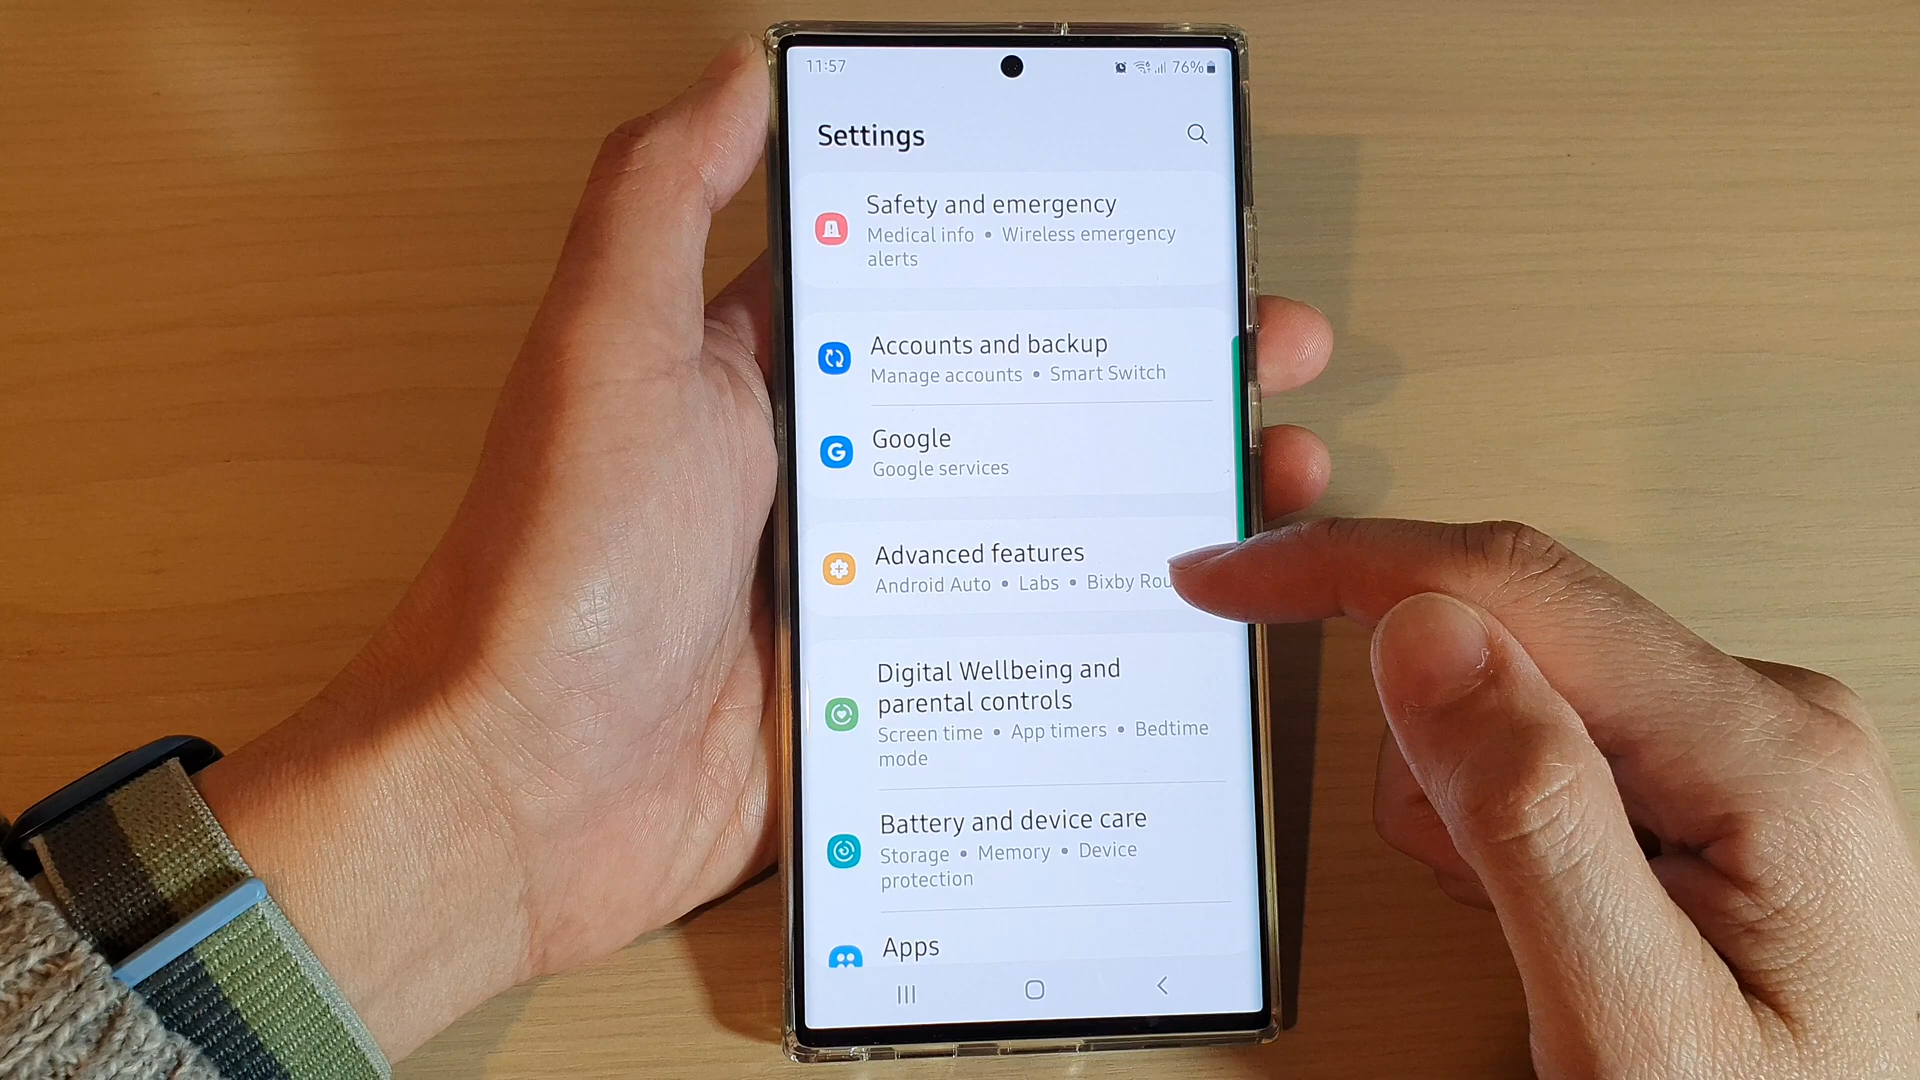 11:57
76%
Settings
Safety and emergency
Medical info • Wireless emergency
alerts
Accounts and backup
Manage accounts • Smart Switch
G
Google
Google services
Advanced features
Android Auto • Labs • Bixby Rou
Digital Wellbeing and
parental controls
Screen time • App timers • Bedtime
mode
Battery and device care
Storage • Memory • Device
protection
Apps